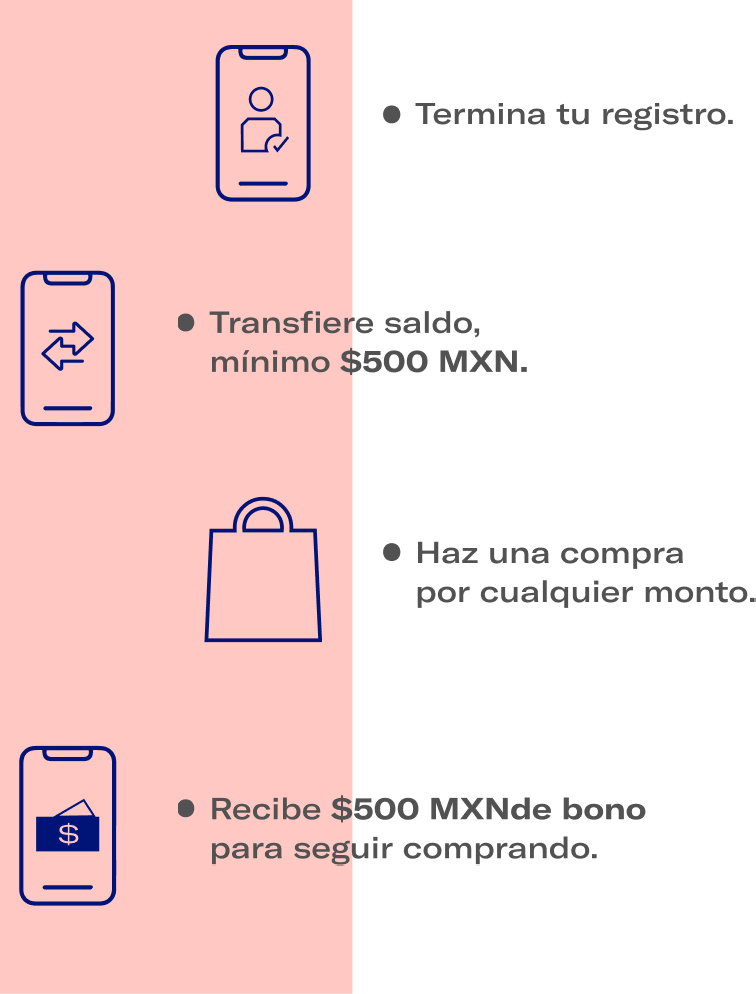 • Termina tu registro.
• Transfiere saldo,
mínimo $500 MXN.
• Haz una compra
por cualquier monto.
• Recibe $500 MXNde bono
para seguir comprando.
$